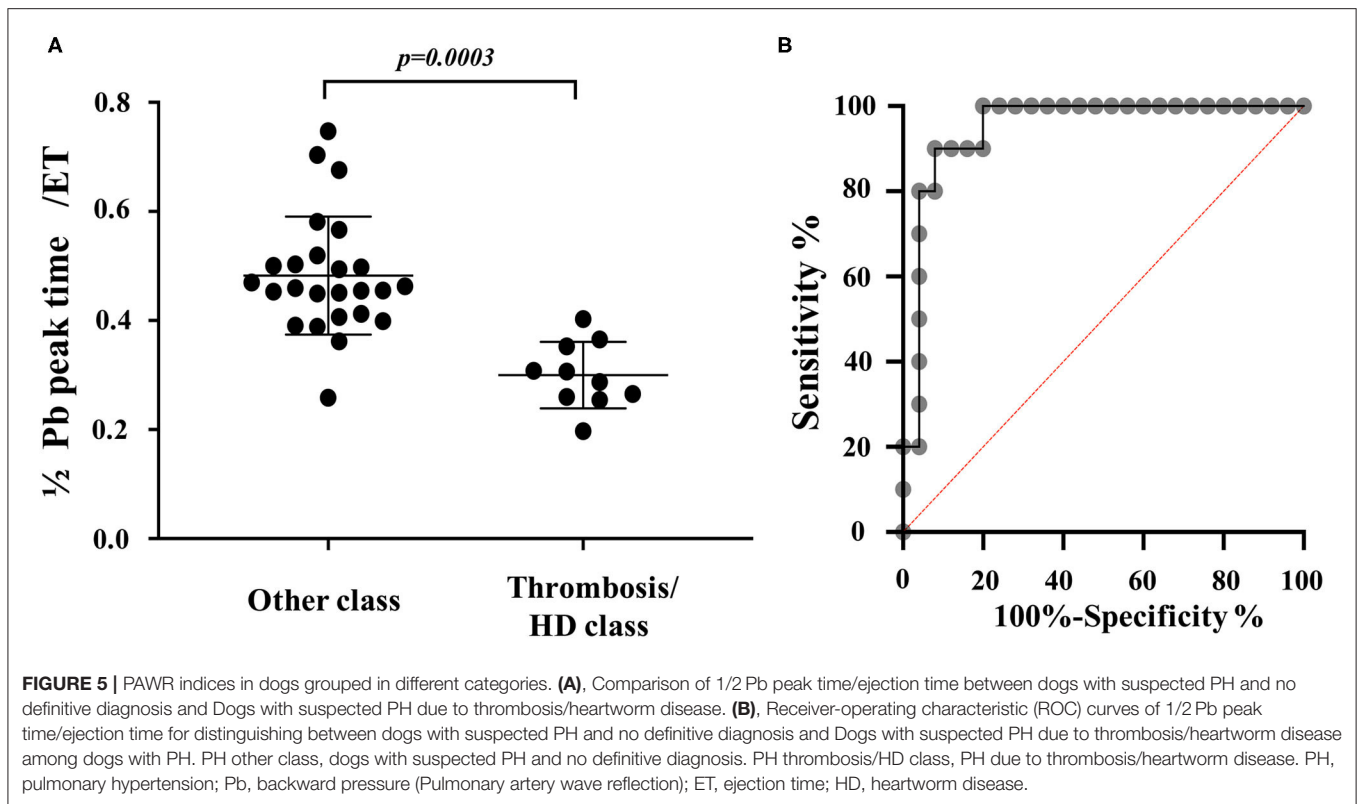 A
p=0.0003
0.8
0.6
0.4
0.2
0.0
½ Pb peak time /ET
Other class
Thrombosis/
HD class
B
100
80
60
40
20
0
Sensitivity %
0 20 40 60 80 100
100%-Specificity %
FIGURE 5 | PAWR indices in dogs grouped in different categories. (A), Comparison of 1/2 Pb peak time/ejection time between dogs with suspected PH and no
definitive diagnosis and Dogs with suspected PH due to thrombosis/heartworm disease. (B), Receiver-operating characteristic (ROC) curves of 1/2 Pb peak
time/ejection time for distinguishing between dogs with suspected PH and no definitive diagnosis and Dogs with suspected PH due to thrombosis/heartworm disease
among dogs with PH. PH other class, dogs with suspected PH and no definitive diagnosis. PH thrombosis/HD class, PH due to thrombosis/heartworm disease. PH,
pulmonary hypertension; Pb, backward pressure (Pulmonary artery wave reflection); ET, ejection time; HD, heartworm disease.